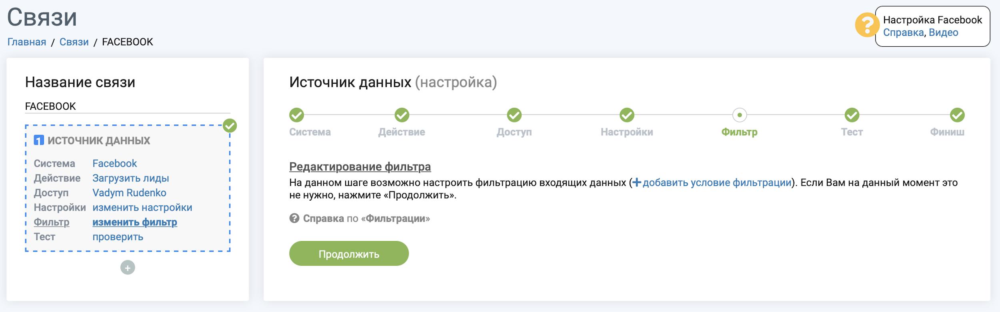 Связи
Главная / Связи / FACEBOOK
Настройка Facebook
Справка, Видео
Название связи
FACEBOOK
1 ИСТОЧНИК ДАННЫХ
Система Facebook
Действие Загрузить лиды
Доступ Vadym Rudenko
Настройки изменить настройки
Фильтр изменить фильтр
Тест проверить
Источник данных (настройка)
Система Действие Доступ Настройки Фильтр Тест Финиш
Редактирование фильтра
На данном шаге возможно настроить фильтрацию входящих данных (+добавить условие фильтрации). Если Вам на данный момент это
не нужно, нажмите «Продолжить».
Справка по «Фильтрации»
Продолжить